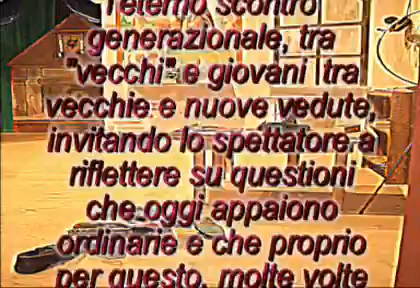 l'eterno scontro
generazionale, tra
"vecchi" e giovani tra
vecchie e nuove vedute,
invitando lo spettatore a
riflettere su questioni
che oggi appaiono
ordinarie e che proprio
per questo, molte volte